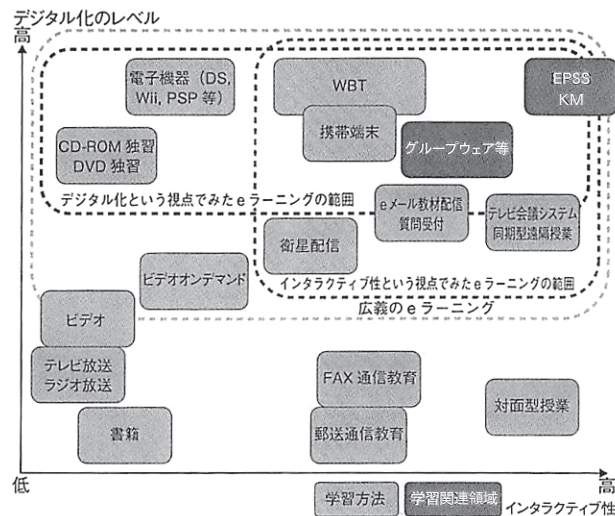 デジタル化のレベル
高
電子機器（DS,
Wii, PSP 等）
WBT
EPSS
KM
携帯端末
CD-ROM 独習
DVD 独習
グループウェア等
デジタル化という視点でみたeラーニングの範囲
eメール教材配信
質問受付
テレビ会議システム
同期型遠隔授業
衛星配信
ビデオオンデマンド
インタラクティブ性という視点でみたeラーニングの範囲
広義のeラーニング
ビデオ
テレビ放送
ラジオ放送
FAX 通信教育
対面型授業
書籍
郵送通信教育
低
高
学習方法
学習関連領域
インタラクティブ性